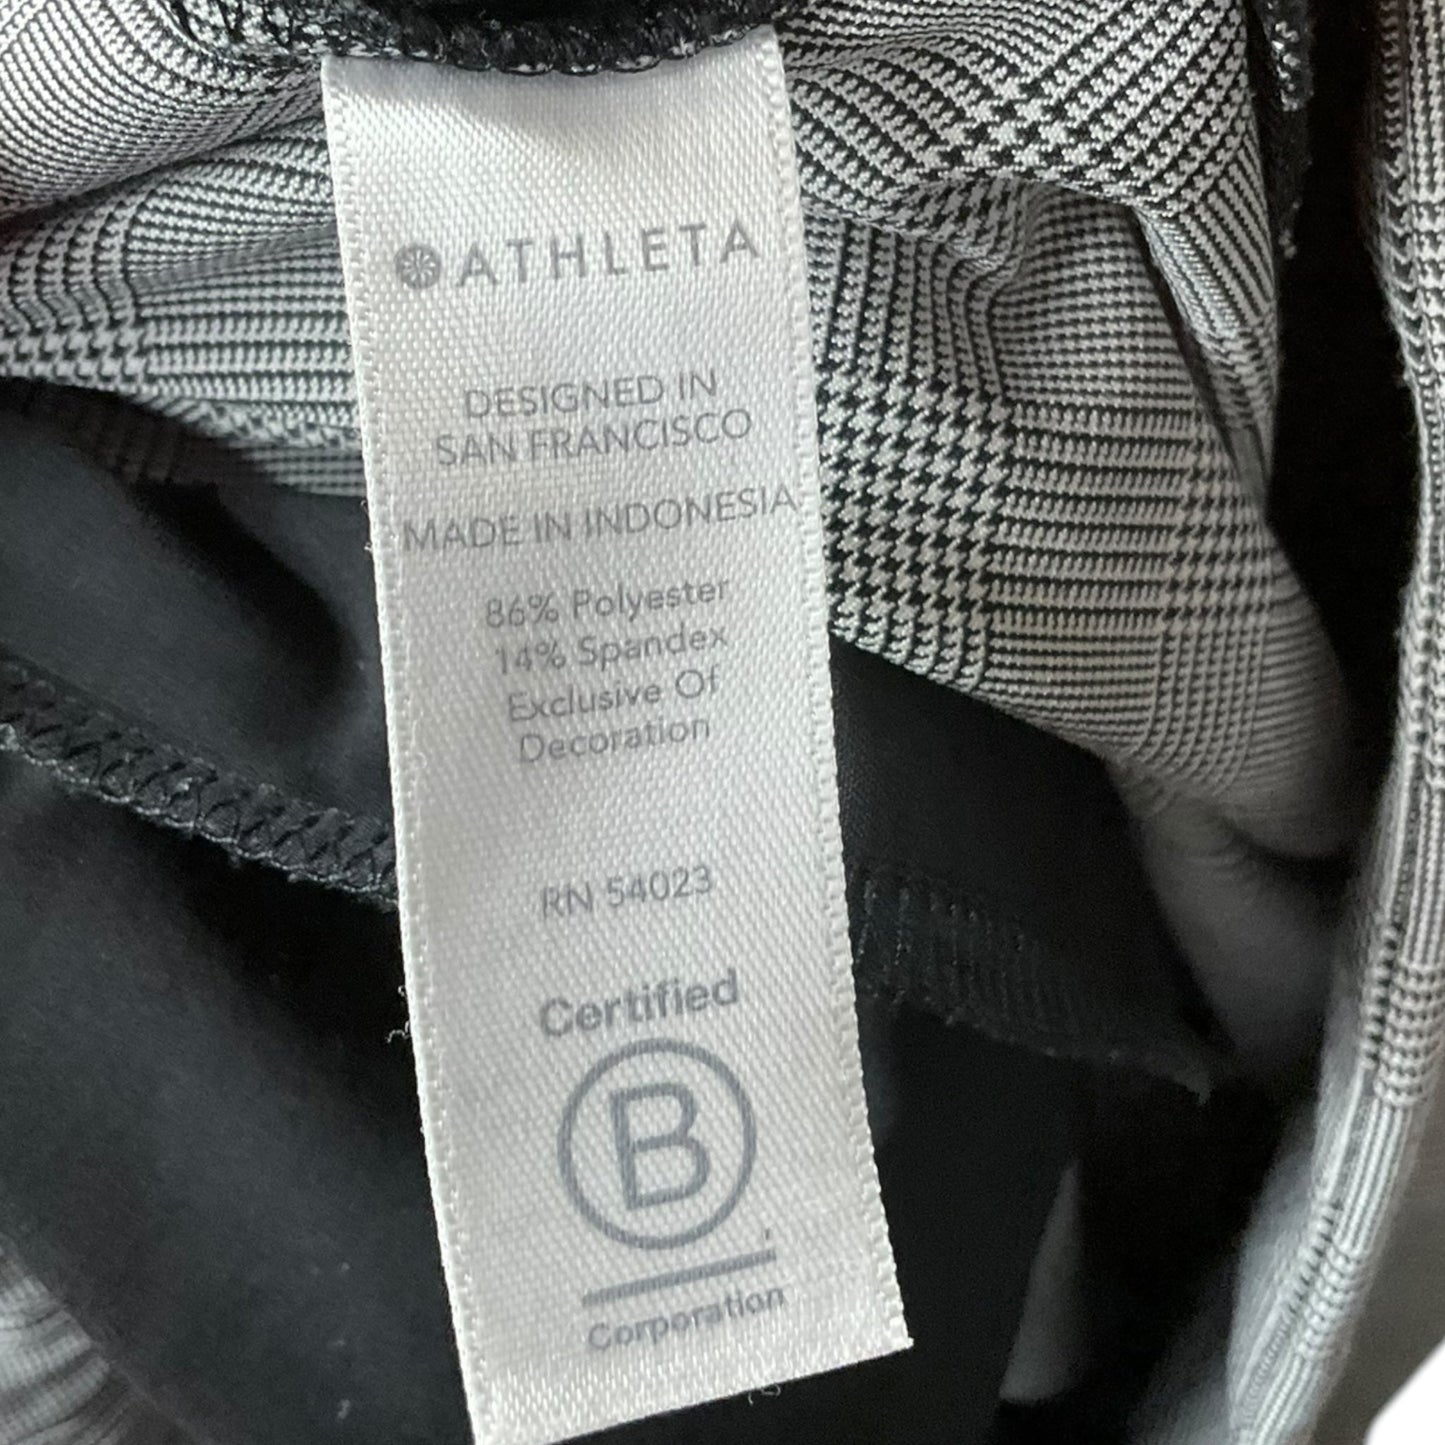 ATHLETA
DESIGNED IN
SAN FRANCISCO
MADE IN INDONESIA
86% Polyester
14% Spandex
Exclusive Of
Decoration
RN 54023
Certified
B
Corporation